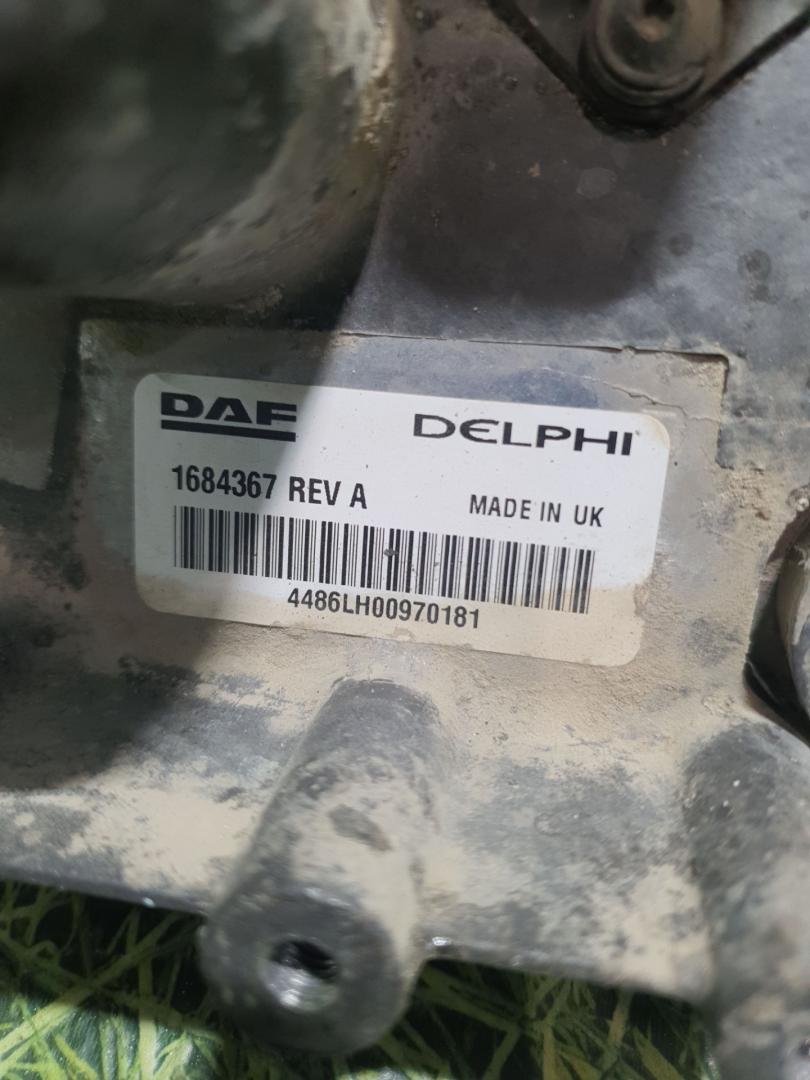 DAF DELPHI
1684367 REV A MADE IN UK
4486LH00970181